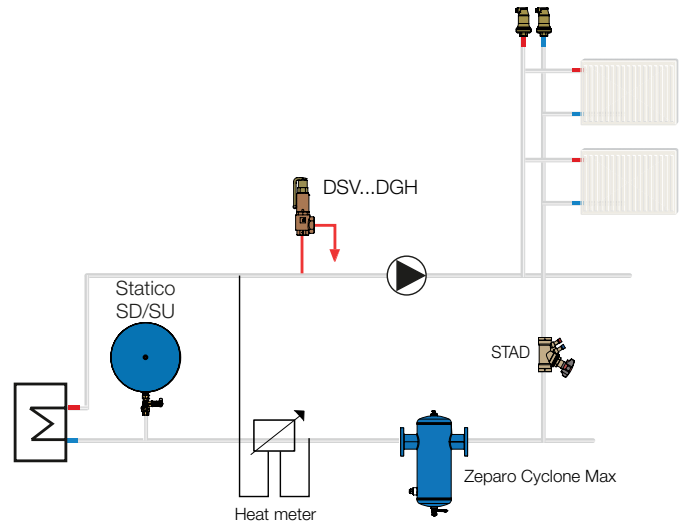 DSV...DGH
Statico
SD/SU
STAD
Zeparo Cyclone Max
Heat meter